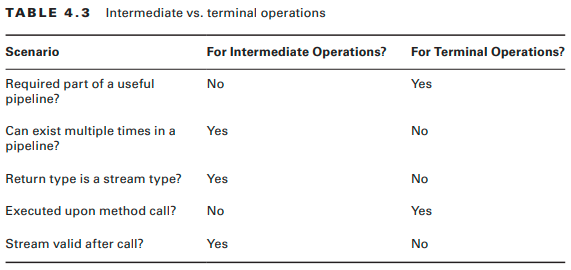 TABLE 4.3 Intermediate vs. terminal operations
Scenario For Intermediate Operations? For Terminal Operations?
Required part of a useful No Yes
pipeline?
Can exist multiple times in a Yes No
pipeline?
Return type is a stream type? Yes No
Executed upon method call? No Yes
Stream valid after call? Yes No